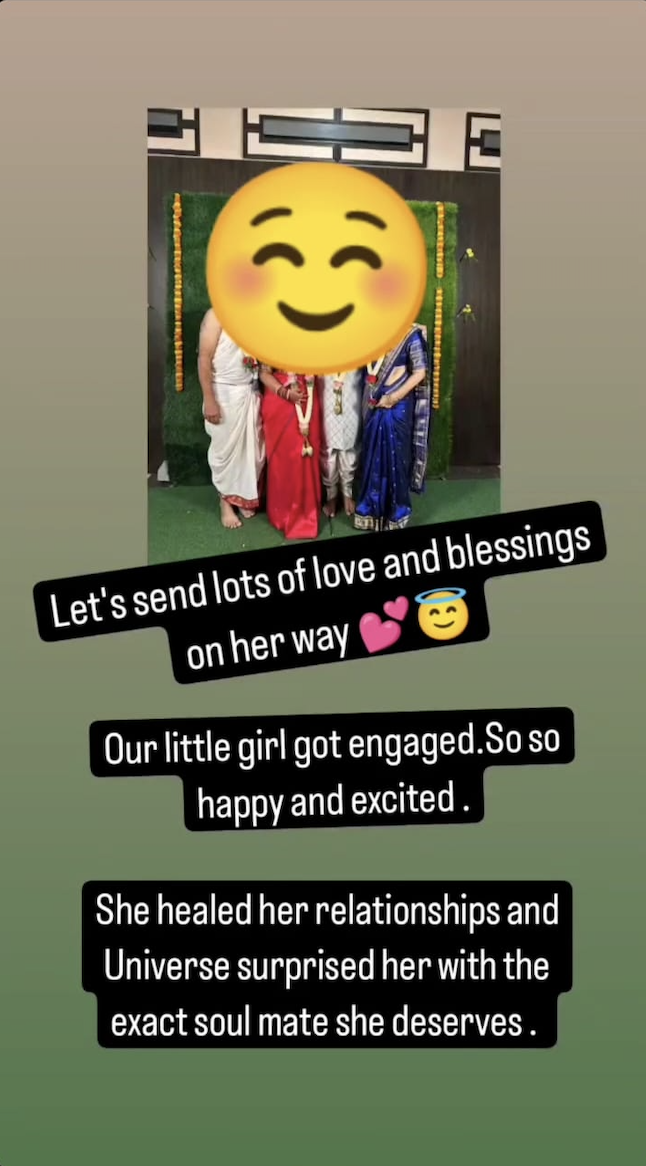 Let's send lots of love and blessings
on her way 💕😇
Our little girl got engaged.So so
happy and excited .
She healed her relationships and
Universe surprised her with the
exact soul mate she deserves .